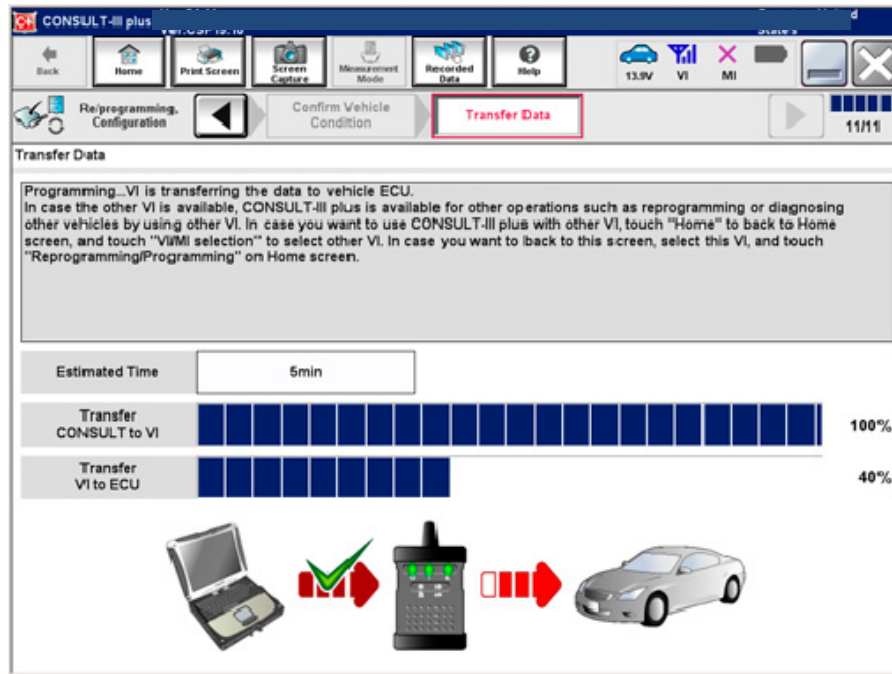 C+ CONSULT-III plus
Ver.CSP19.10
d
State's
Back
Home
Print Screen
Screen
Capture
Measurement
Mode
Recorded
Data
Help
13.9V
VI
MI
Re/programming,
Configuration
Confirm Vehicle
Condition
Transfer Data
11/11
Transfer Data
Programming...VI is transferring the data to vehicle ECU.
In case the other VI is available, CONSULT-III plus is available for other operations such as reprogramming or diagnosing
other vehicles by using other VI. In case you want to use CONSULT-III plus with other VI, touch "Home" to back to Home
screen, and touch "VI/MI selection" to select other VI. In case you want to back to this screen, select this VI, and touch
"Reprogramming/Programming" on Home screen.
Estimated Time
5min
Transfer
CONSULT to VI
100%
Transfer
VI to ECU
40%